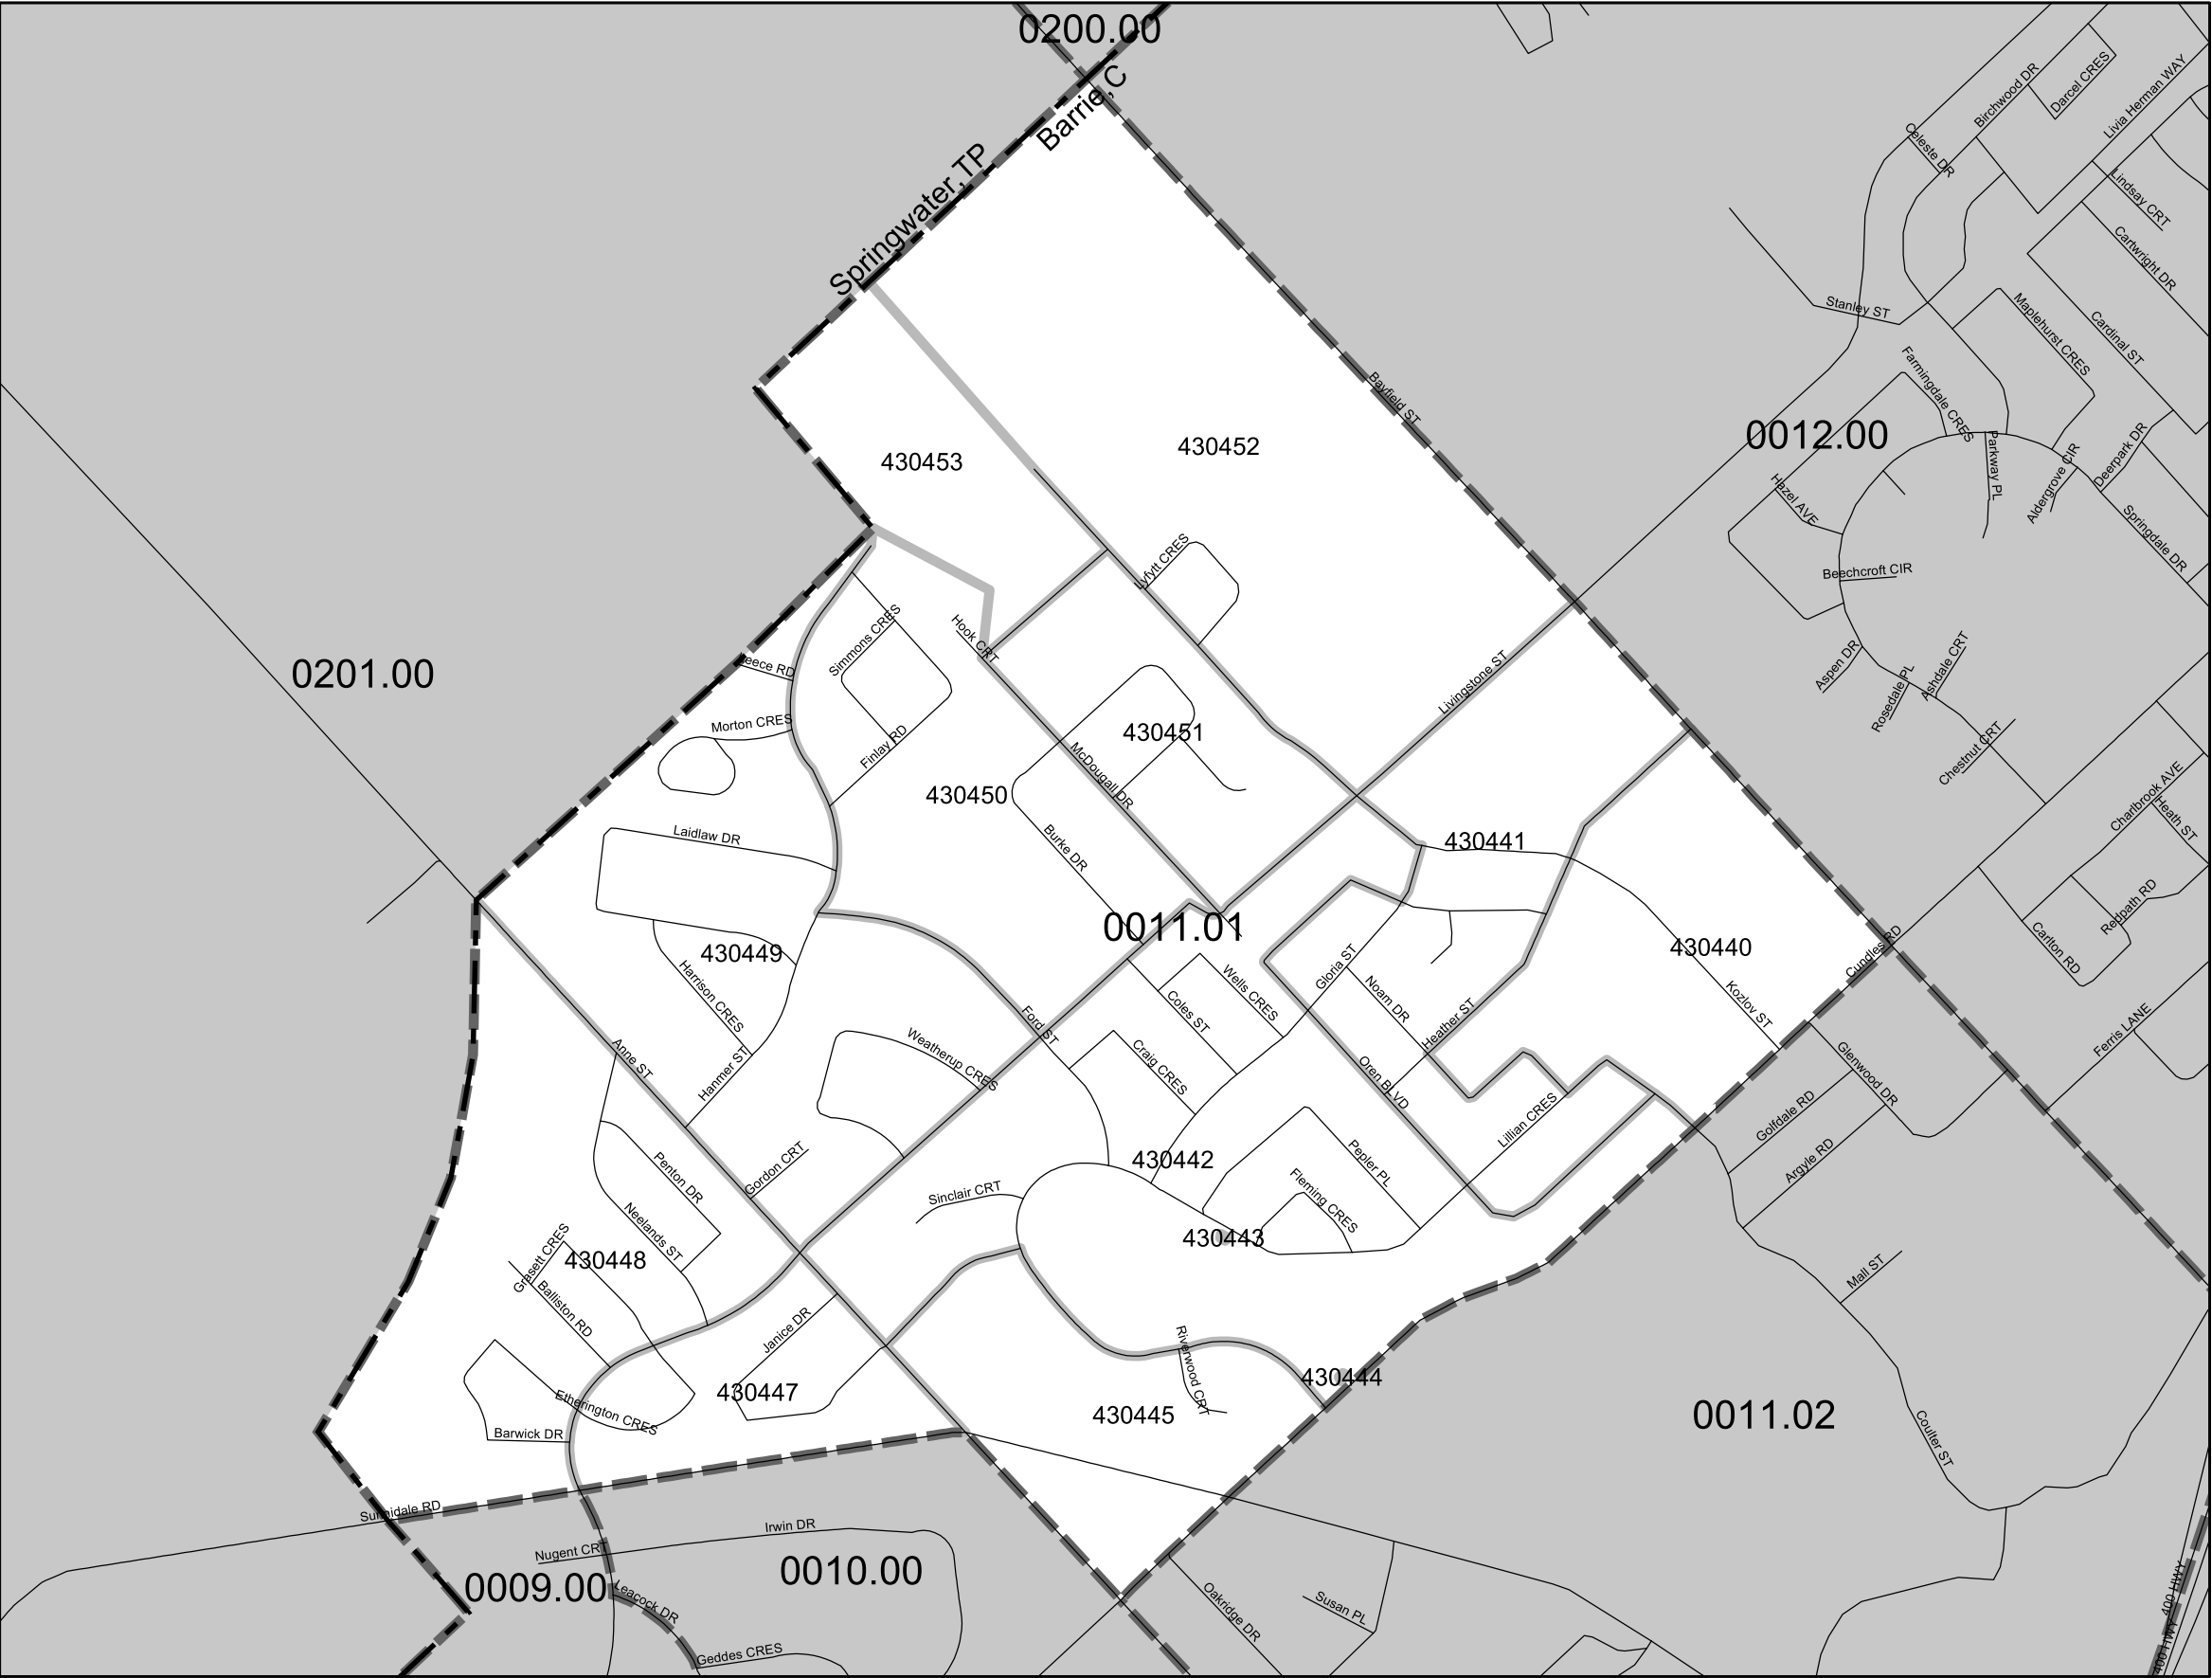 0200.00
Barrie,C
Springwater,TP
Birchwood DR
Darcel CRES
Livia Herman WAY
Celeste DR
Lindsay CRT
Cartwright DR
Stanley ST
Maplehurst CRES
Cardinal ST
Farmingdale CRES
Bayfield ST
0012.00
430452
430453
Parkway PL
Aldergrove CIR
Deerpark DR
Hazel AVE
Springdale DR
Lyfytt CRES
Beechcroft CIR
Simmons CRES
Hook CRT
0201.00
Leece RD
Livingstone ST
Aspen DR
Rosedale PL
Ashdale CRT
Morton CRES
Finlay RD
430451
McDougall DR
Chestnut CRT
430450
Charlbrook AVE
Heath ST
Laidlaw DR
Burke DR
430441
Redpath RD
0011.01
430449
430440
Cundles RD
Carlton RD
Harrison CRES
Wells CRES
Gloria ST
Noam DR
Coles ST
Kozlov ST
Ford ST
Heather ST
Ferris LANE
Anne ST
Hanmer ST
Weatherup CRES
Craig CRES
Oren BLVD
Glenwood DR
Golfdale RD
Lillian CRES
Argyle RD
Penton DR
Gordon CRT
430442
Pepler PL
Sinclair CRT
Fleming CRES
Neelands ST
430443
Grasett CRES
430448
Mall ST
Balliston RD
Janice DR
Riverwood CRT
430444
430447
430445
0011.02
Etherington CRES
Barwick DR
Coulter ST
Sunnidale RD
Irwin DR
Nugent CRT
0010.00
0009.00
Leacock DR
Oakridge DR
Susan PL
400 HWY
400 HWY
Geddes CRES